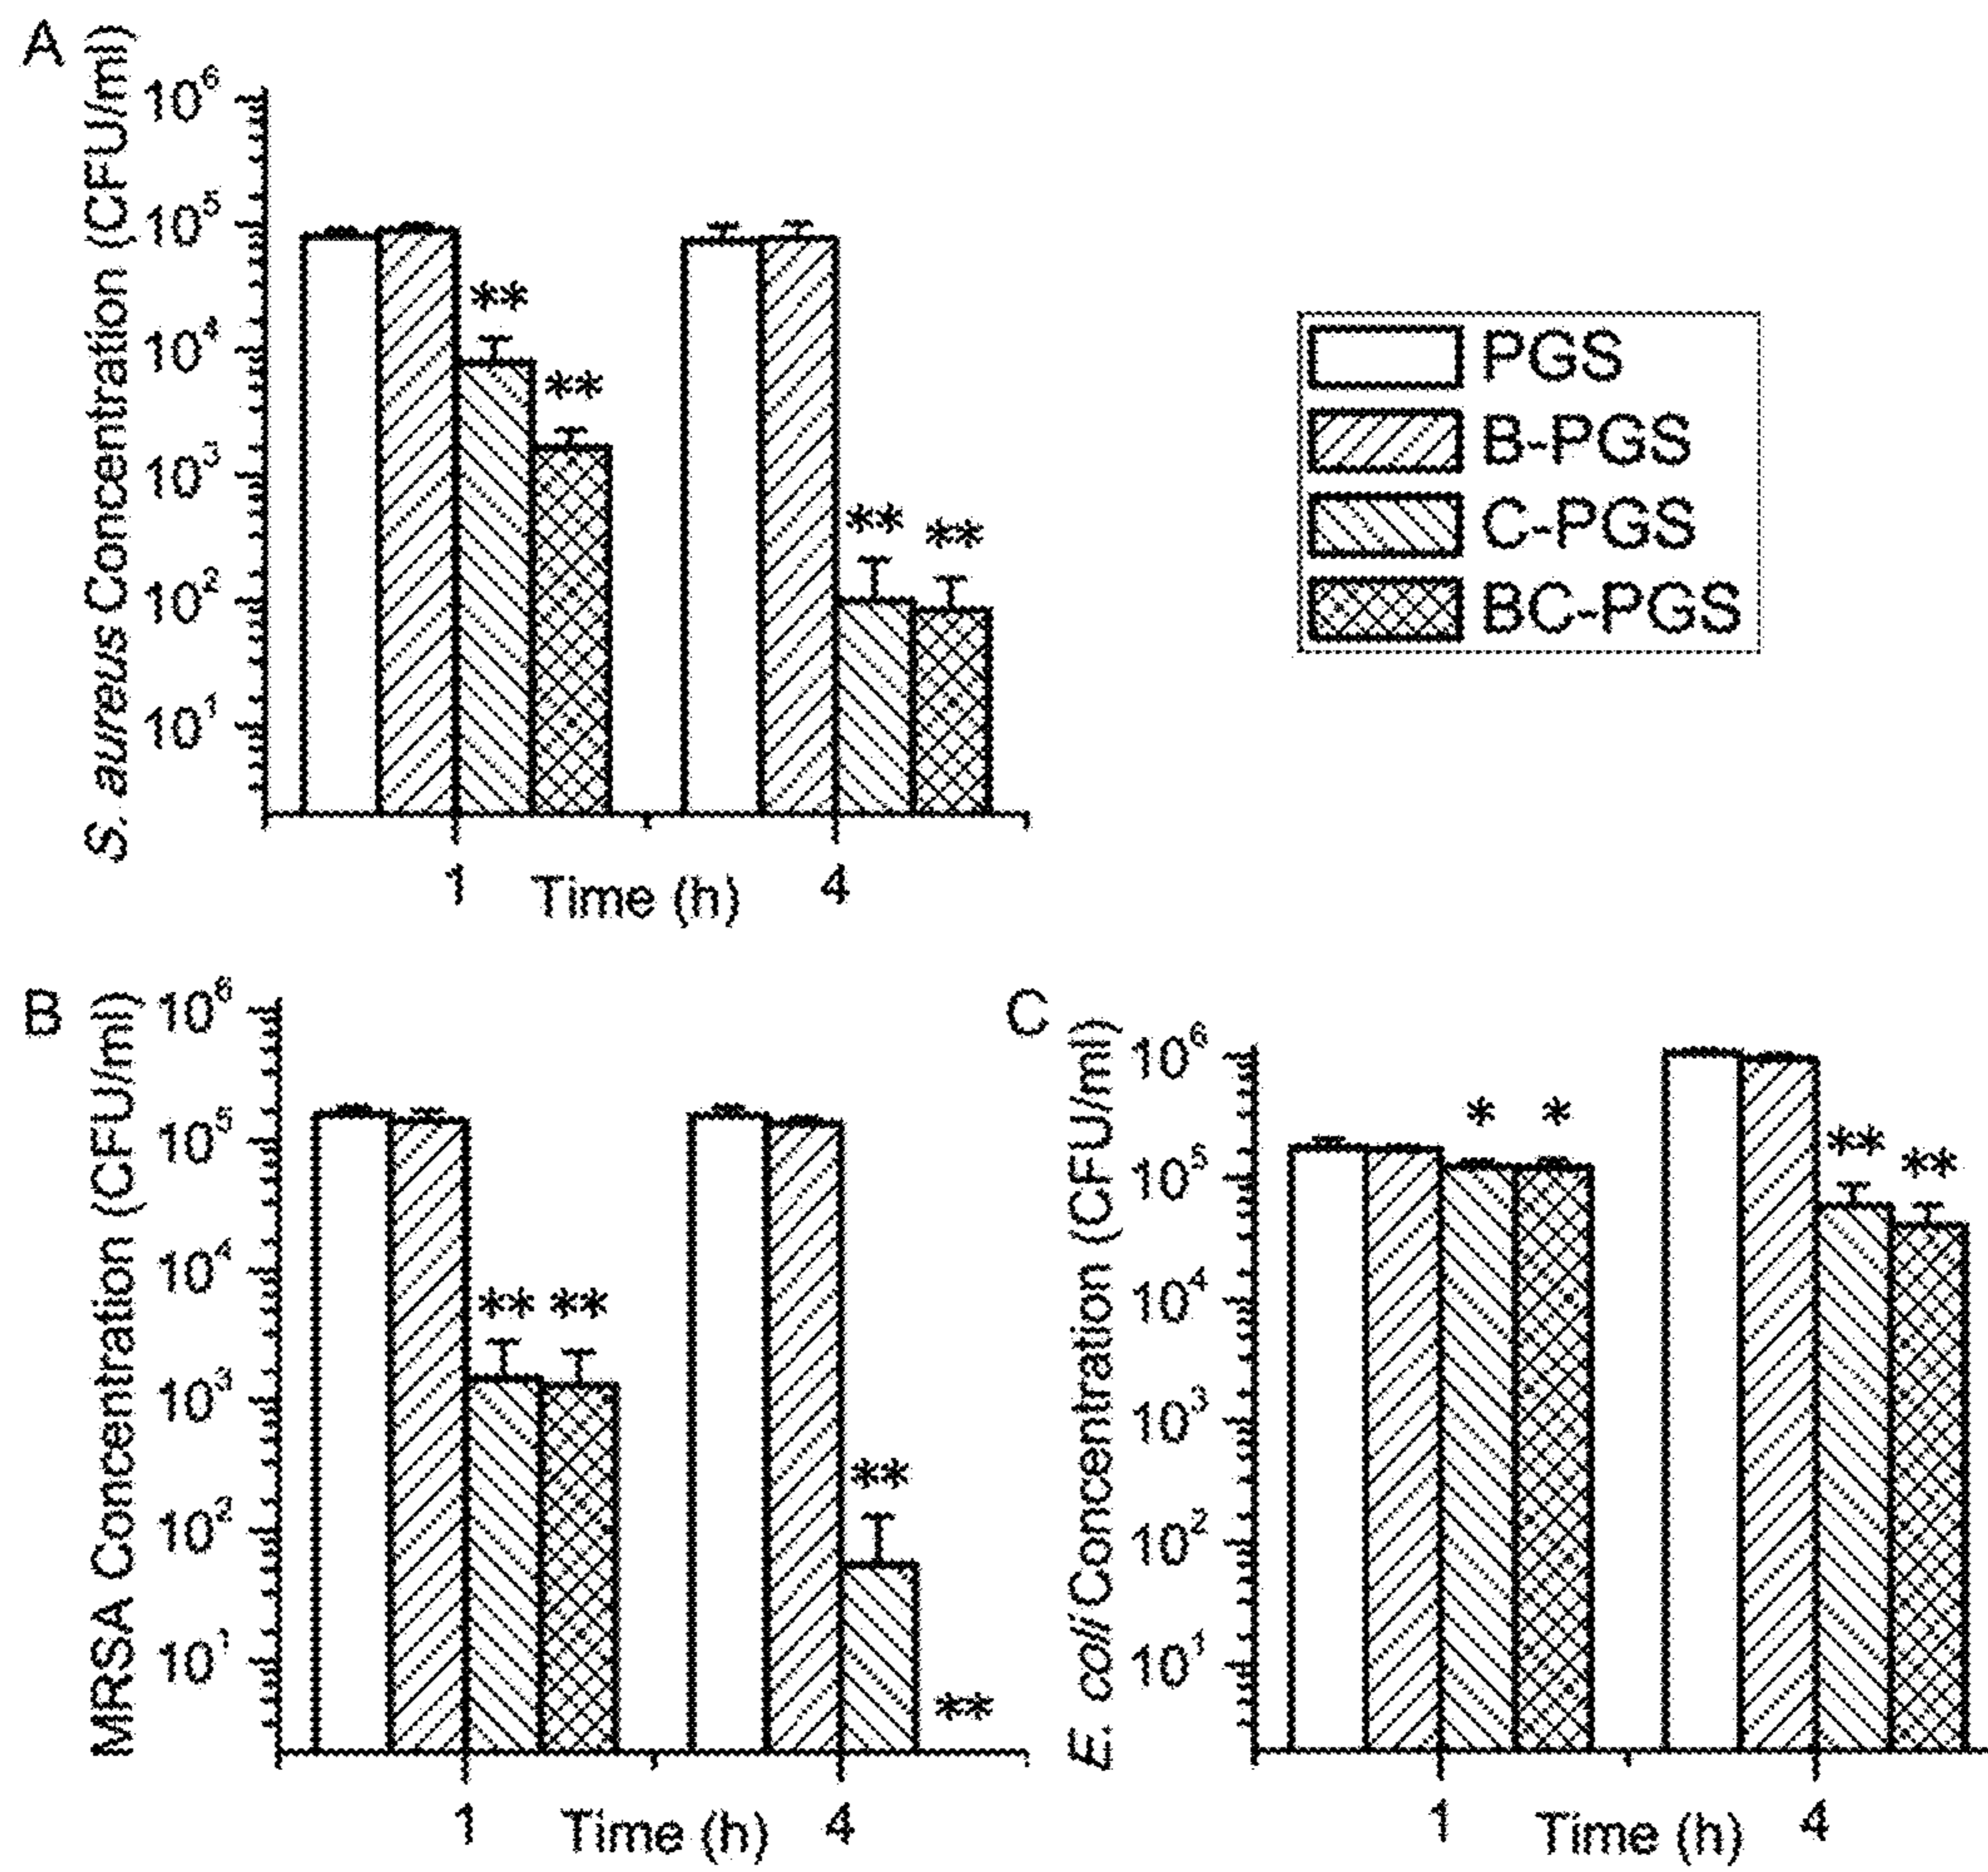 A
S. aureus Concentration (CFU/ml)
10⁶
10⁵
10⁴
10³
10²
10¹
** ** ** **
1 Time (h) 4
PGS
B-PGS
C-PGS
BC-PGS
B
MRSA Concentration (CFU/ml)
10⁶
10⁵
10⁴
10³
10²
10¹
** ** ** **
1 Time (h) 4
C
E. coli Concentration (CFU/ml)
10⁶
10⁵
10⁴
10³
10²
10¹
* * ** **
1 Time (h) 4